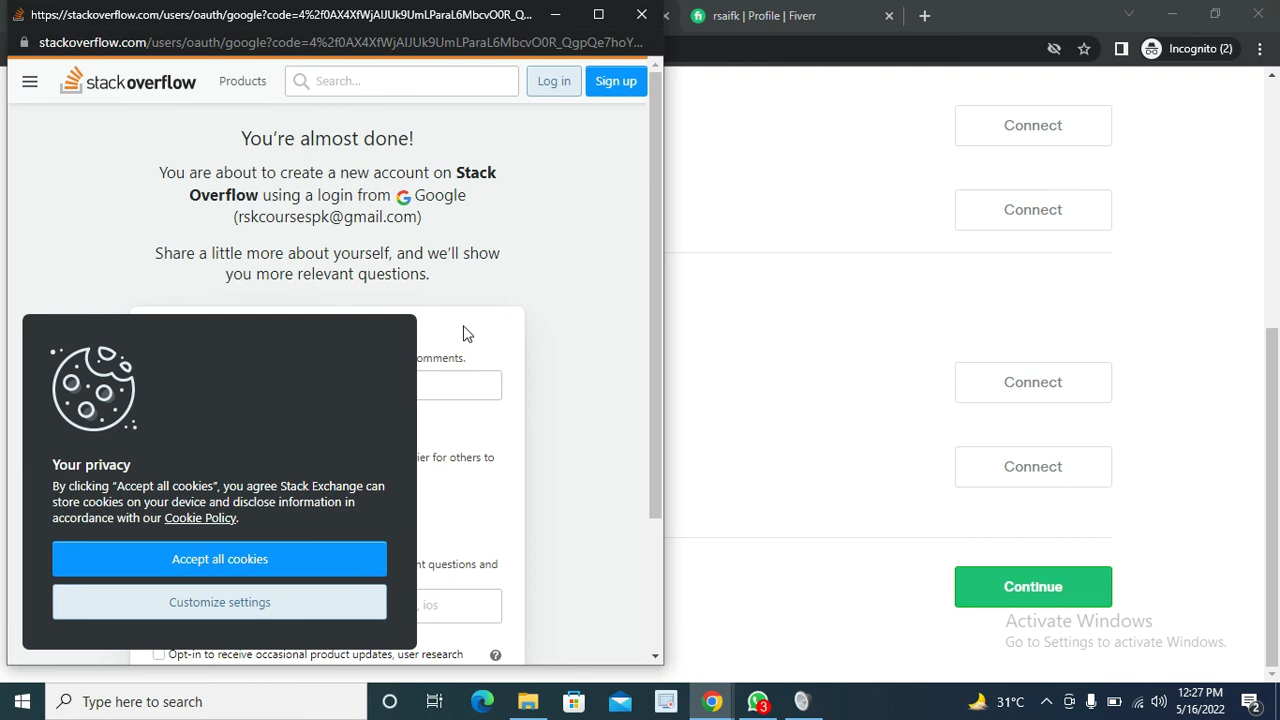 https://stackoverflow.com/users/oauth/google?code=4%2f0AX4XfWjAIJUk9UmLParaL6MbcvO0R_Q...
rsaifk | Profile | Fiverr
stackoverflow.com/users/oauth/google?code=4%2f0AX4XfWjAIJUk9UmLParaL6MbcvO0R_QgpQe7hoY...
Incognito (2)
stackoverflow
Products
Search...
Log in
Sign up
You're almost done!
You are about to create a new account on Stack
Overflow using a login from Google
(rskcoursespk@gmail.com)
Share a little more about yourself, and we'll show
you more relevant questions.
omments.
ier for others to
nt questions and
, ios
Your privacy
By clicking "Accept all cookies", you agree Stack Exchange can
store cookies on your device and disclose information in
accordance with our Cookie Policy.
Accept all cookies
Customize settings
Opt-in to receive occasional product updates, user research
Connect
Connect
Connect
Connect
Continue
Activate Windows
Go to Settings to activate Windows.
Type here to search
3
31°C
12:27 PM
5/16/2022
2